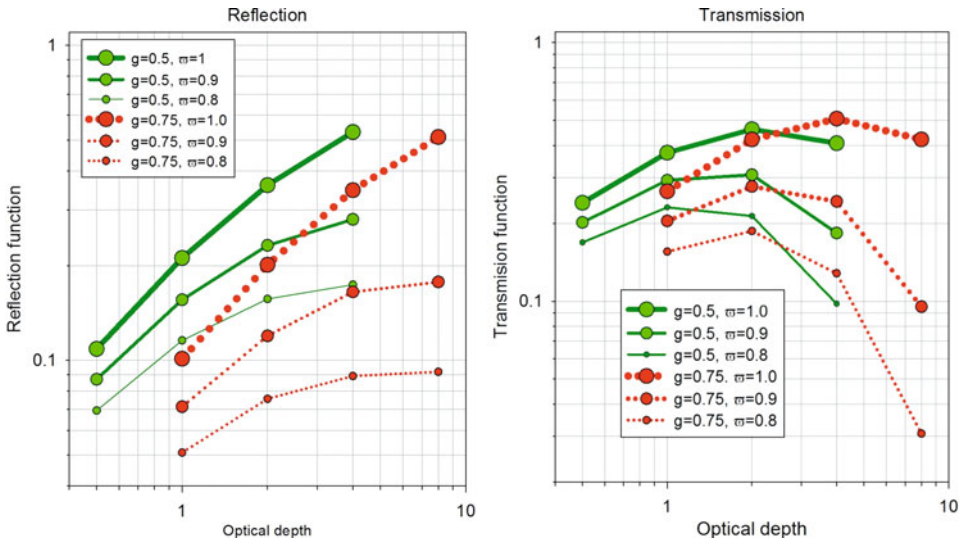 Reflection
Reflection function
1
0.1
g=0.5, ϖ=1
g=0.5, ϖ=0.9
g=0.5, ϖ=0.8
g=0.75, ϖ=1.0
g=0.75, ϖ=0.9
g=0.75, ϖ=0.8
1
10
Optical depth
Transmission
Transmision function
1
0.1
g=0.5, ϖ=1.0
g=0.5, ϖ=0.9
g=0.5, ϖ=0.8
g=0.75. ϖ=1.0
g=0.75, ϖ=0.9
g=0.75, ϖ=0.8
1
10
Optical depth